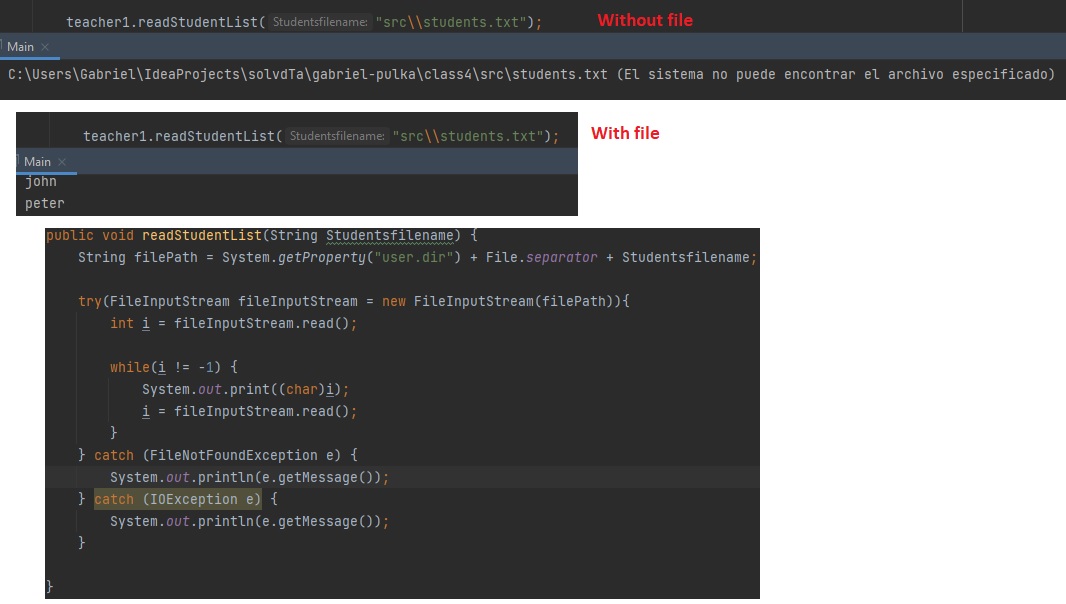 teacher1.readStudentList( Studentsfilename: "src\\students.txt"); Without file
Main ×
C:\Users\Gabriel\IdeaProjects\solvdTa\gabriel-pulka\class4\src\students.txt (El sistema no puede encontrar el archivo especificado)
teacher1.readStudentList( Studentsfilename: "src\\students.txt"); With file
Main ×
john
peter
public void readStudentList(String Studentsfilename) {
String filePath = System.getProperty("user.dir") + File.separator + Studentsfilename;
try(FileInputStream fileInputStream = new FileInputStream(filePath)){
int i = fileInputStream.read();
while(i != -1) {
System.out.print((char)i);
i = fileInputStream.read();
}
} catch (FileNotFoundException e) {
System.out.println(e.getMessage());
} catch (IOException e) {
System.out.println(e.getMessage());
}
}